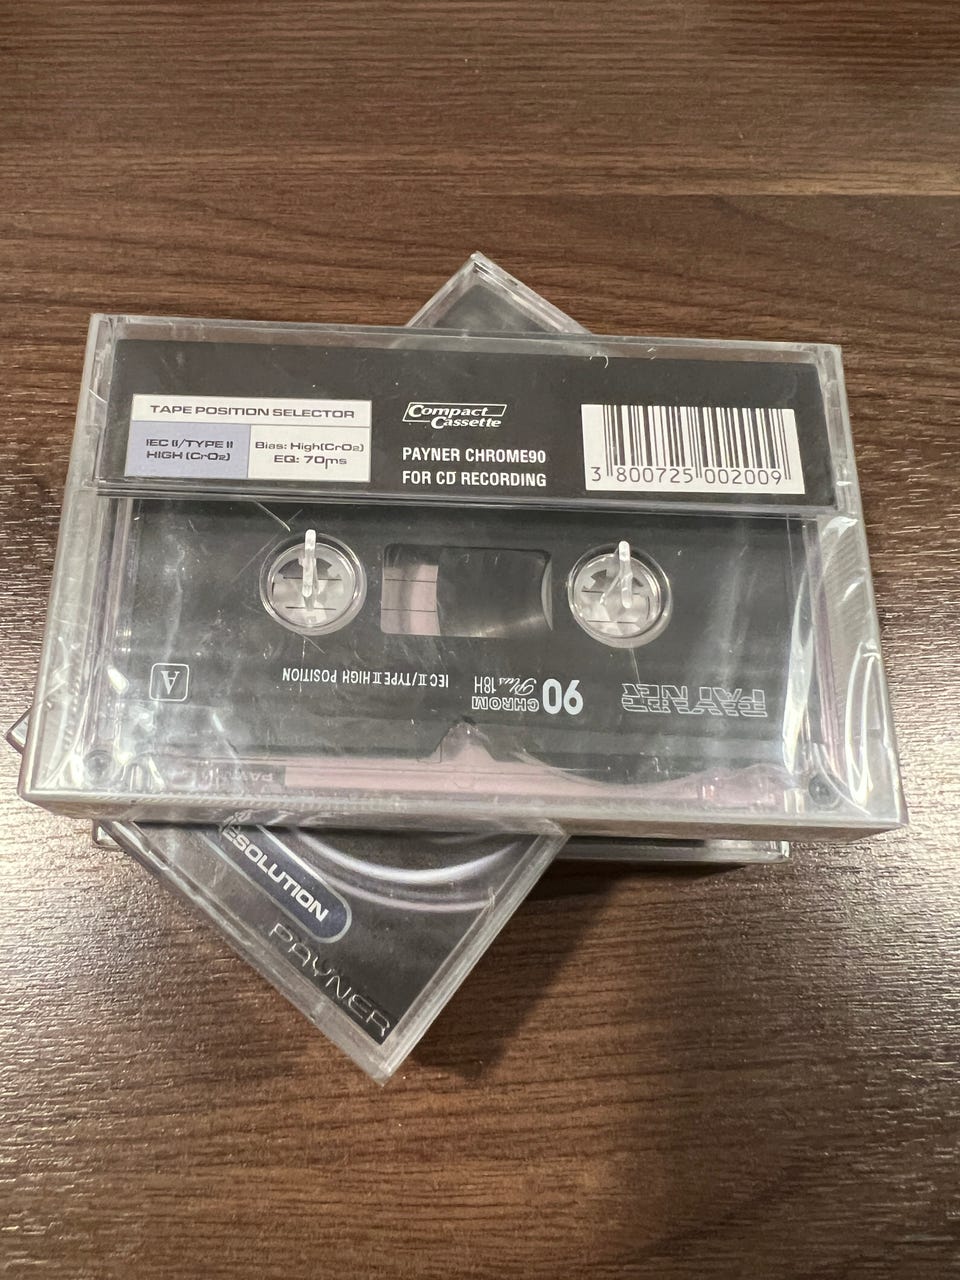 TAPE POSITION SELECTOR
IEC II/TYPE II
HIGH (CrO₂)
Bias: High(CrO₂)
EQ: 70ms
Compact
Cassette
PAYNER CHROME90
FOR CD RECORDING
3 800725 002009
A
IEC II/TYPE II HIGH POSITION
90
CHROM
Plus 18H
PAYNER
RESOLUTION
PAYNER